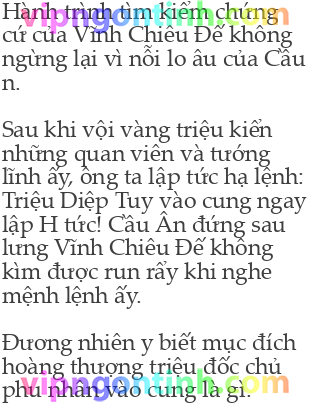 Hành trình tìm kiếm chứng
cứ của Vĩnh Chiêu Đế không
ngừng lại vì nỗi lo âu của Cầu
n.
Sau khi vội vàng triệu kiến
những quan viên và tướng
lĩnh ấy, ông ta lập tức hạ lệnh:
Triệu Diệp Tuy vào cung ngay
lập H tức! Cầu Ân đứng sau
lưng Vĩnh Chiêu Đế không
kìm được run rẩy khi nghe
mệnh lệnh ấy.
Đương nhiên y biết mục đích
hoàng thượng triệu đốc chủ
phu nhân vào cung là gì.
vipngontinh.com
vipngontinh.com